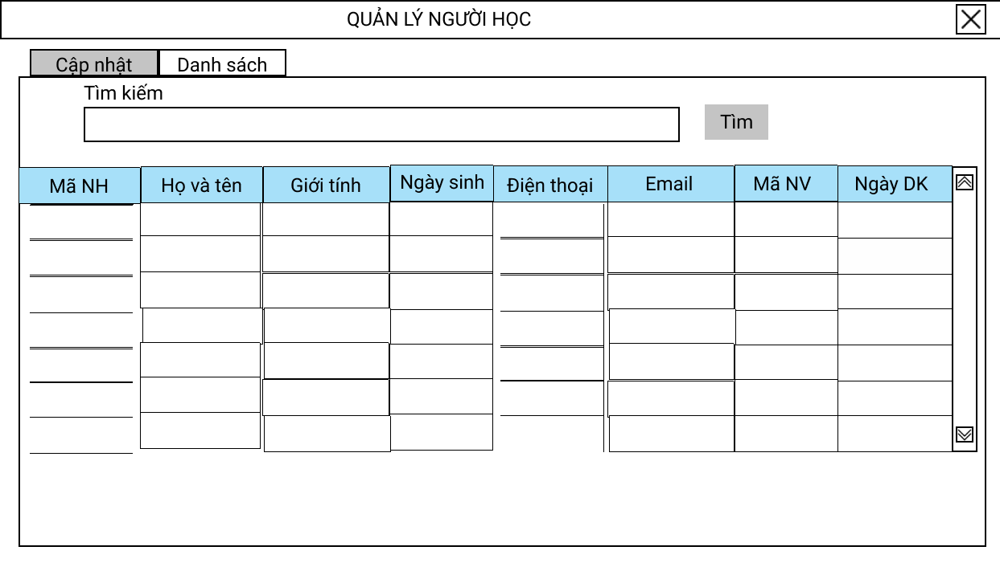 QUẢN LÝ NGƯỜI HỌC
Cập nhật Danh sách
Tìm kiếm
Tìm
Mã NH Họ và tên Giới tính Ngày sinh Điện thoại Email Mã NV Ngày DK